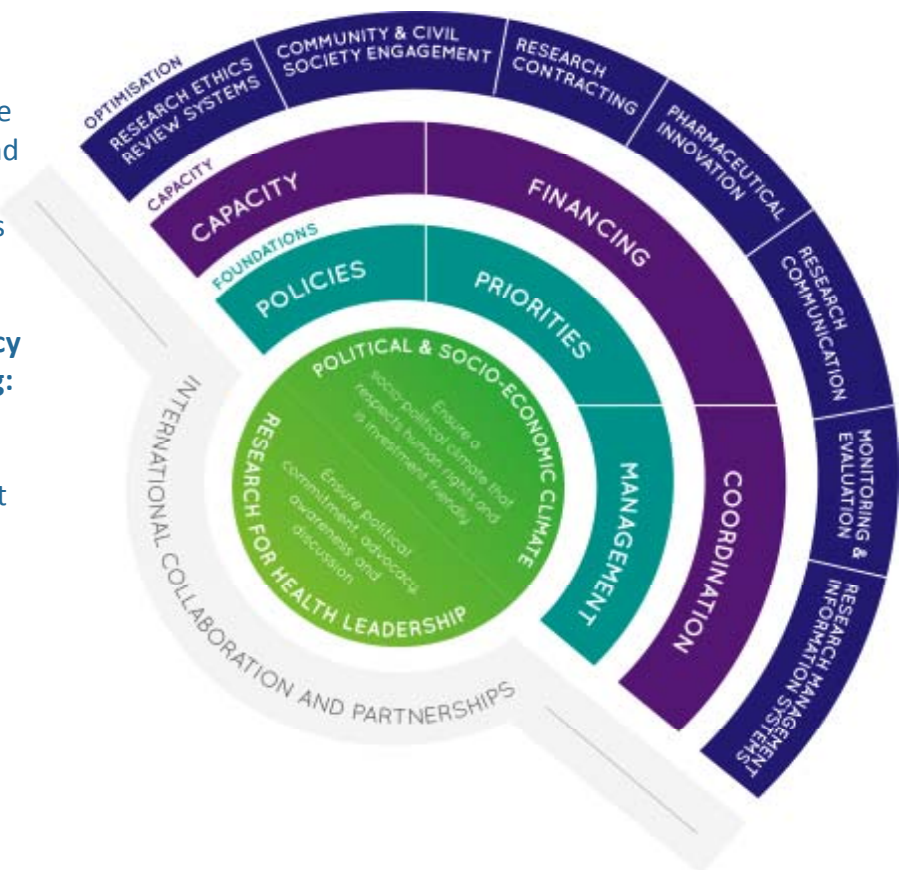 OPTIMISATION
RESEARCH ETHICS
REVIEW SYSTEMS
COMMUNITY & CIVIL
SOCIETY ENGAGEMENT
RESEARCH
CONTRACTING
PHARMACEUTICAL
INNOVATION
RESEARCH
COMMUNICATION
MONITORING &
EVALUATION
RESEARCH MANAGEMENT
INFORMATION SYSTEMS
CAPACITY
CAPACITY
FINANCING
COORDINATION
FOUNDATIONS
POLICIES
PRIORITIES
MANAGEMENT
POLITICAL & SOCIO-ECONOMIC CLIMATE
Ensure a
socio-political climate that
respects human rights and
is investment friendly
Ensure political
commitment, advocacy,
awareness and
discussion
RESEARCH FOR HEALTH LEADERSHIP
INTERNATIONAL COLLABORATION AND PARTNERSHIPS